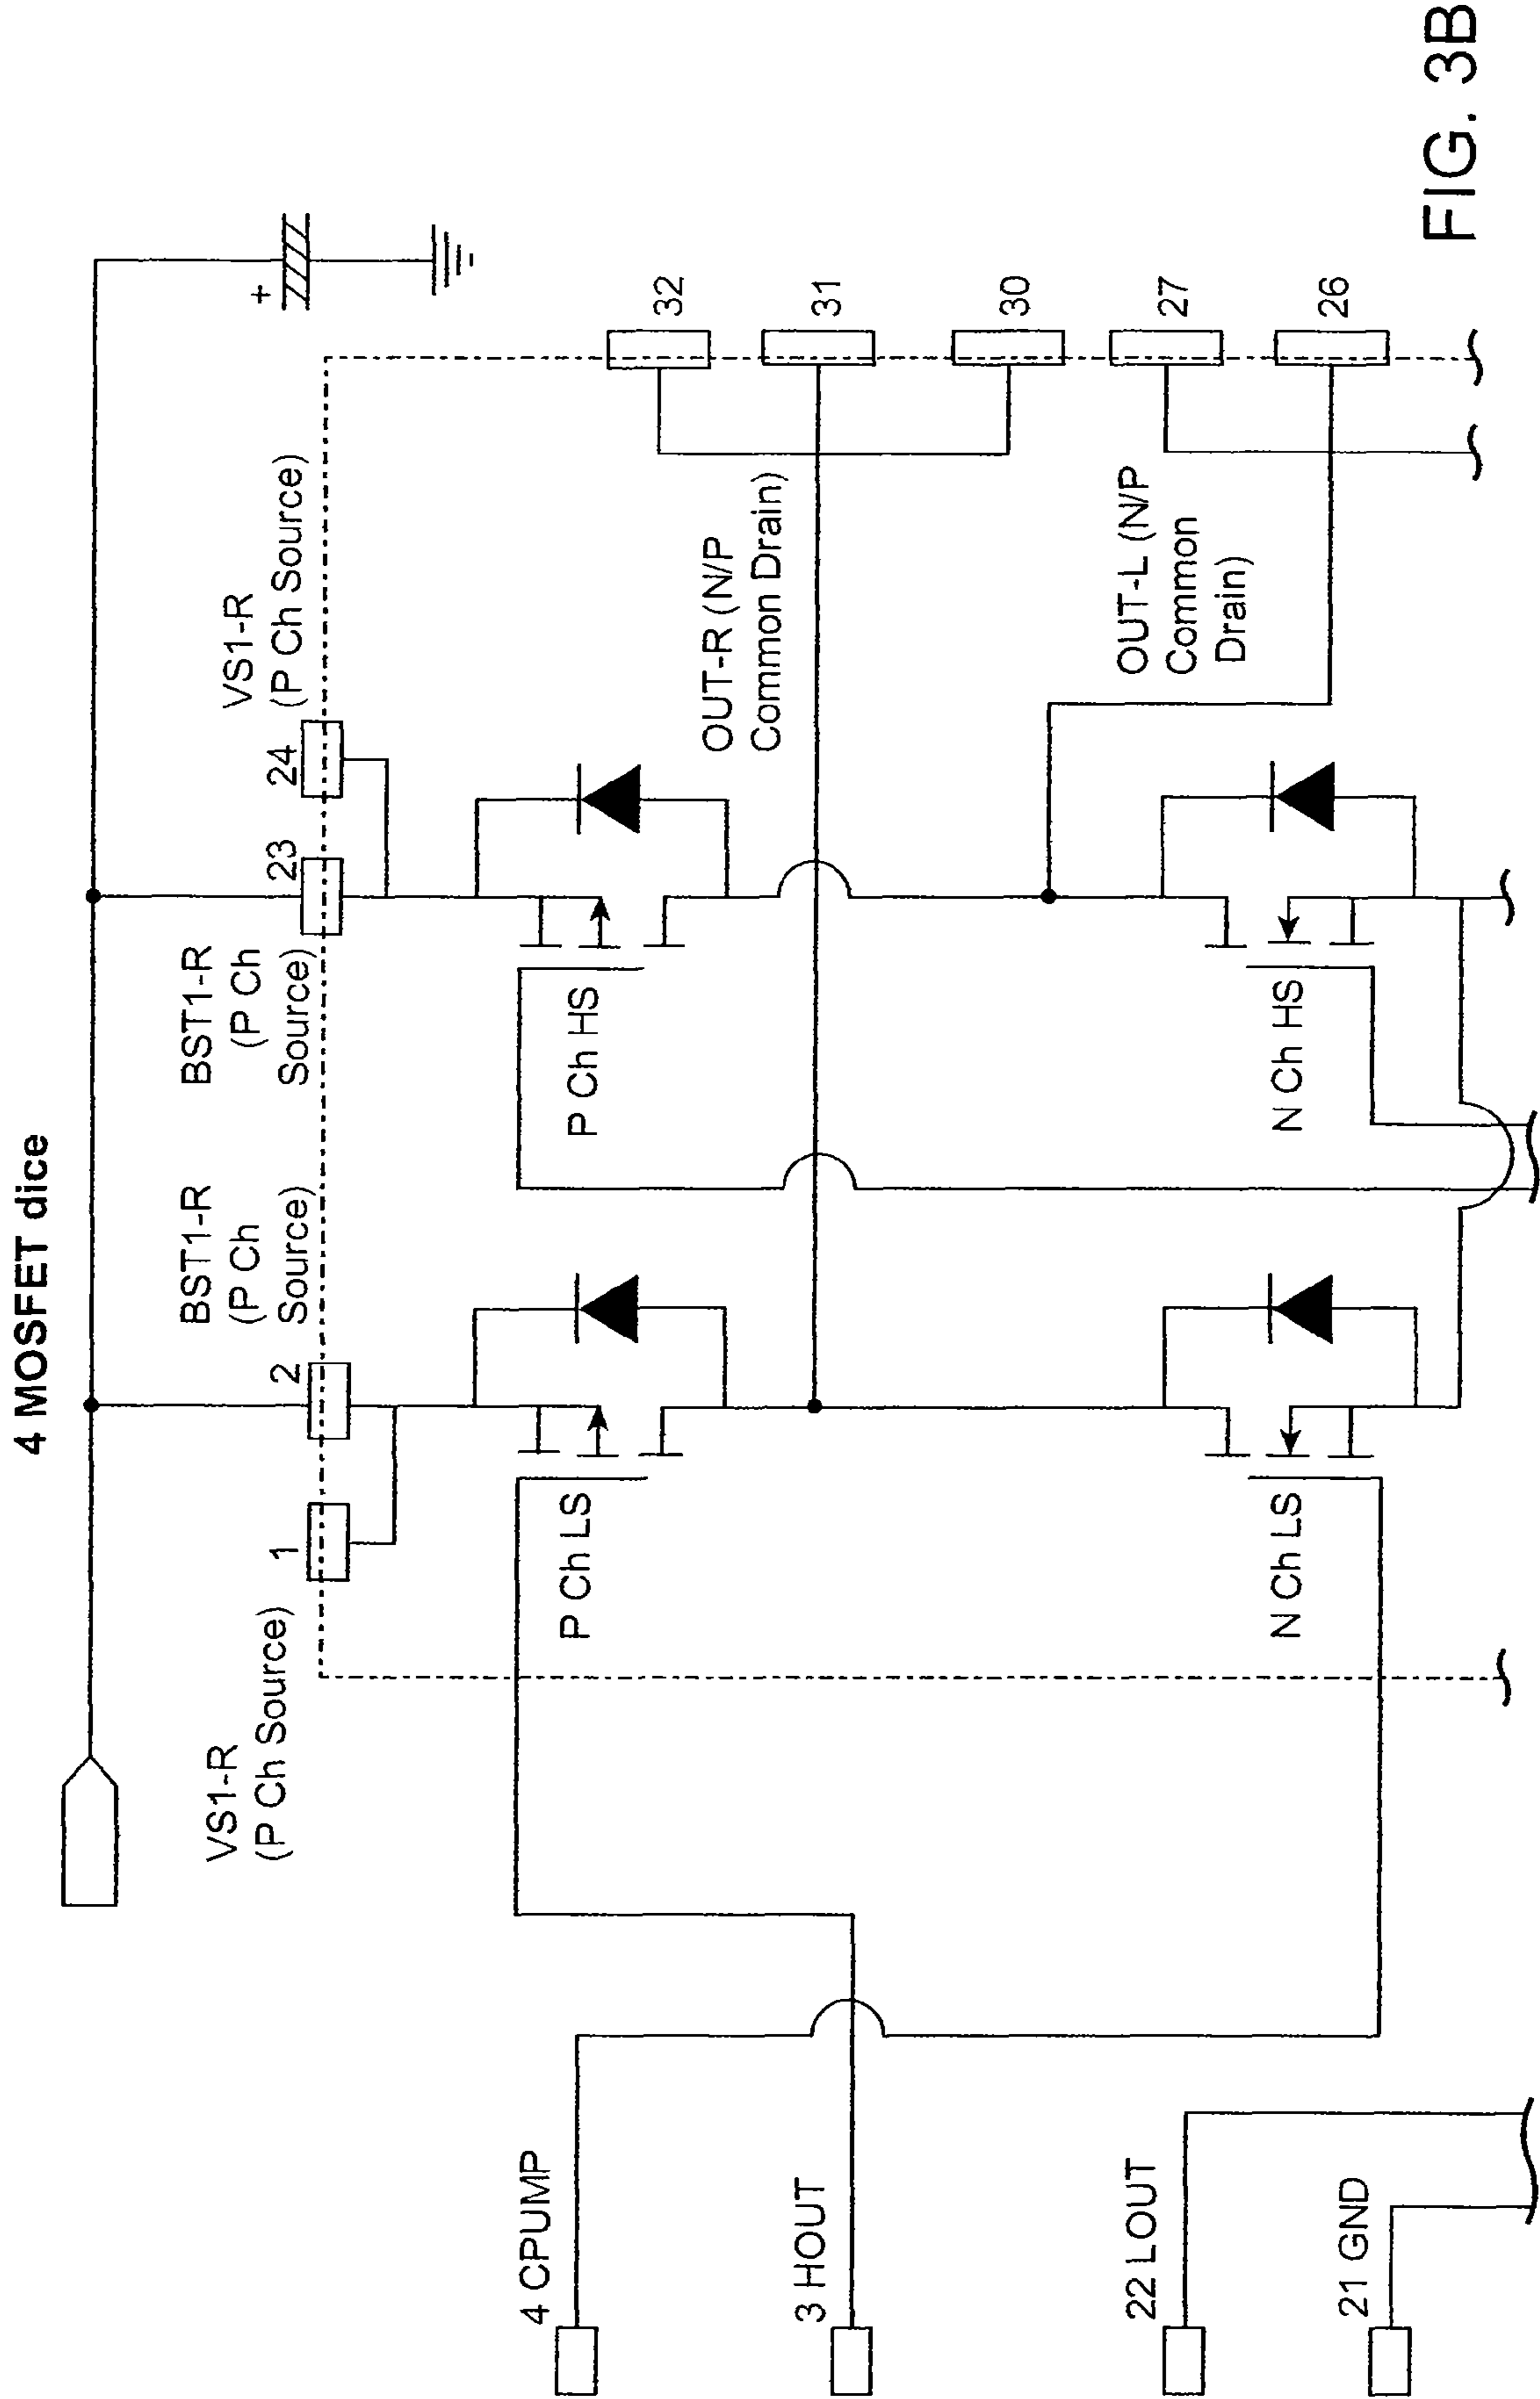 4 MOSFET dice
VS1-R
(P Ch Source)
1
2
BST1-R
(P Ch
Source)
BST1-R
(P Ch
Source)
23
24
VS1-R
(P Ch Source)
+
P Ch LS
P Ch HS
OUT-R (N/P
Common Drain)
32
31
30
27
26
OUT-L (N/P
Common
Drain)
N Ch LS
N Ch HS
4 CPUMP
3 HOUT
22 LOUT
21 GND
FIG. 3B